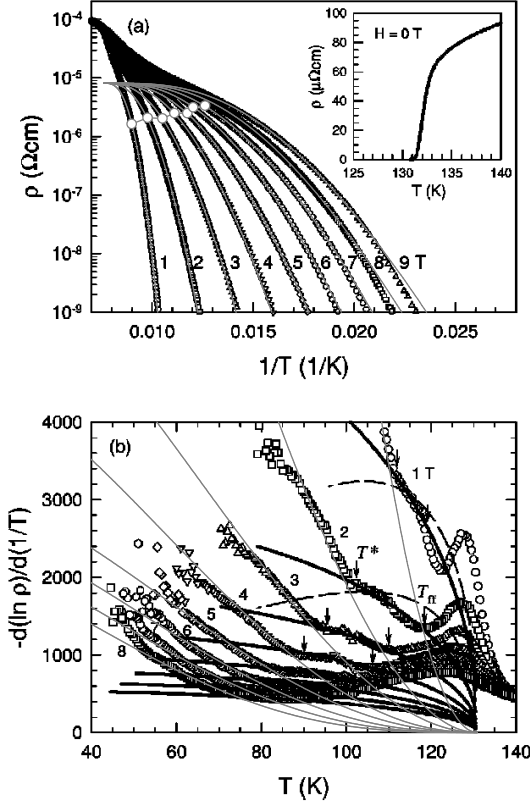 (a)
H = 0 T
ρ (μΩcm)
100
80
60
40
20
0
125 130 135 140
T (K)
ρ (Ωcm)
10⁻⁴
10⁻⁵
10⁻⁶
10⁻⁷
10⁻⁸
10⁻⁹
1 2 3 4 5 6 7 8 9 T
0.010 0.015 0.020 0.025
1/T (1/K)
(b)
-d(ln ρ)/d(1/T)
4000
3000
2000
1000
0
1 T
2
T*
3
T_ff
4
5
6
8
40 60 80 100 120 140
T (K)